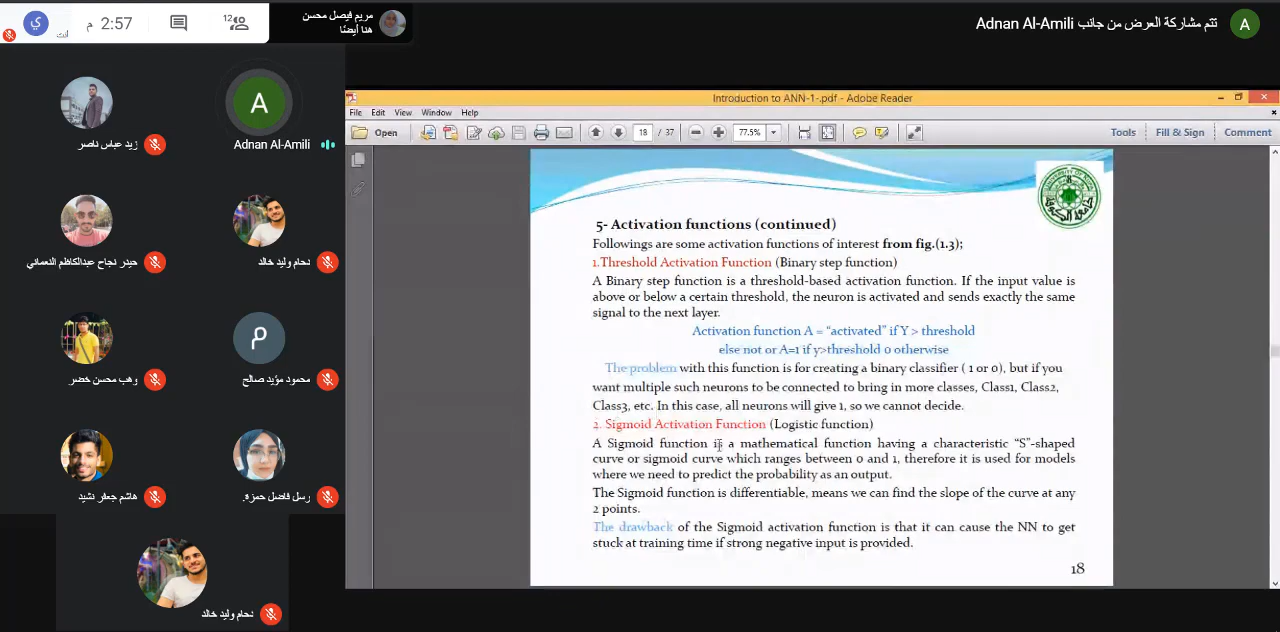 تتم مشاركة العرض من جانب Adnan Al-Amili
A
مريم فيصل محسن
هنا أيضًا
12
2:57 م
ي
أنت
A
Adnan Al-Amili
زيد عباس ناصر
دحام وليد خالد
حيدر نجاح عبدالكاظم النعماني
م
محمود مؤيد صالح
وهب محسن خضر
رسل فاضل حمزة.
هاشم جعفر نشيد
دحام وليد خالد
Introduction to ANN-1-.pdf - Adobe Reader
File Edit View Window Help
Open 18 / 37 77.5% Tools Fill & Sign Comment
5- Activation functions (continued)
Followings are some activation functions of interest from fig.(1.3);
1.Threshold Activation Function (Binary step function)
A Binary step function is a threshold-based activation function. If the input value is
above or below a certain threshold, the neuron is activated and sends exactly the same
signal to the next layer.
Activation function A = “activated” if Y > threshold
else not or A=1 if y>threshold 0 otherwise
The problem with this function is for creating a binary classifier ( 1 or 0), but if you
want multiple such neurons to be connected to bring in more classes, Class1, Class2,
Class3, etc. In this case, all neurons will give 1, so we cannot decide.
2. Sigmoid Activation Function (Logistic function)
A Sigmoid function is a mathematical function having a characteristic “S”-shaped
curve or sigmoid curve which ranges between 0 and 1, therefore it is used for models
where we need to predict the probability as an output.
The Sigmoid function is differentiable, means we can find the slope of the curve at any
2 points.
The drawback of the Sigmoid activation function is that it can cause the NN to get
stuck at training time if strong negative input is provided.
18